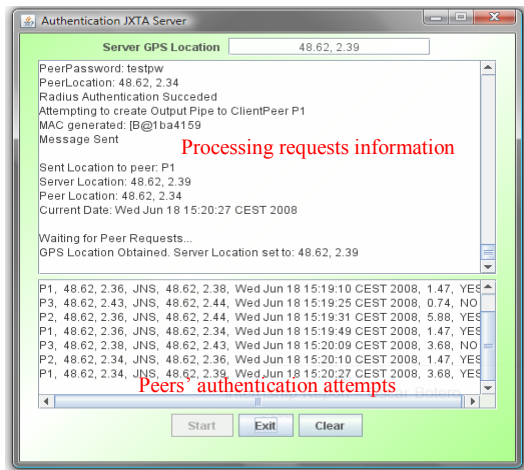 Authentication JXTA Server
Server GPS Location 48.62, 2.39
PeerPassword: testpw
PeerLocation: 48.62, 2.34
Radius Authentication Succeded
Attempting to create Output Pipe to ClientPeer P1
MAC generated: [B@1ba4159
Message Sent
Processing requests information
Sent Location to peer: P1
Server Location: 48.62, 2.39
Peer Location: 48.62, 2.34
Current Date: Wed Jun 18 15:20:27 CEST 2008
Waiting for Peer Requests...
GPS Location Obtained. Server Location set to: 48.62, 2.39
P1, 48.62, 2.36, JNS, 48.62, 2.38, Wed Jun 18 15:19:10 CEST 2008, 1.47, YES
P3, 48.62, 2.43, JNS, 48.62, 2.44, Wed Jun 18 15:19:25 CEST 2008, 0.74, NO
P2, 48.62, 2.36, JNS, 48.62, 2.44, Wed Jun 18 15:19:31 CEST 2008, 5.88, YES
P1, 48.62, 2.36, JNS, 48.62, 2.34, Wed Jun 18 15:19:49 CEST 2008, 1.47, YES
P3, 48.62, 2.38, JNS, 48.62, 2.43, Wed Jun 18 15:20:09 CEST 2008, 3.68, NO
P2, 48.62, 2.34, JNS, 48.62, 2.36, Wed Jun 18 15:20:10 CEST 2008, 1.47, YES
P1, 48.62, 2.34, JNS, 48.62, 2.39, Wed Jun 18 15:20:27 CEST 2008, 3.68, YES
Peers' authentication attempts
Start Exit Clear